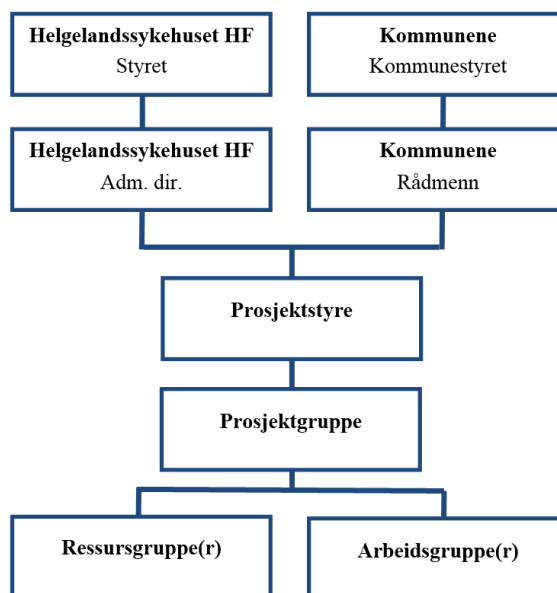 Helgelandssykehuset HF
Styret
Kommunene
Kommunestyret
Helgelandssykehuset HF
Adm. dir.
Kommunene
Rådmenn
Prosjektstyre
Prosjektgruppe
Ressursgruppe(r)
Arbeidsgruppe(r)